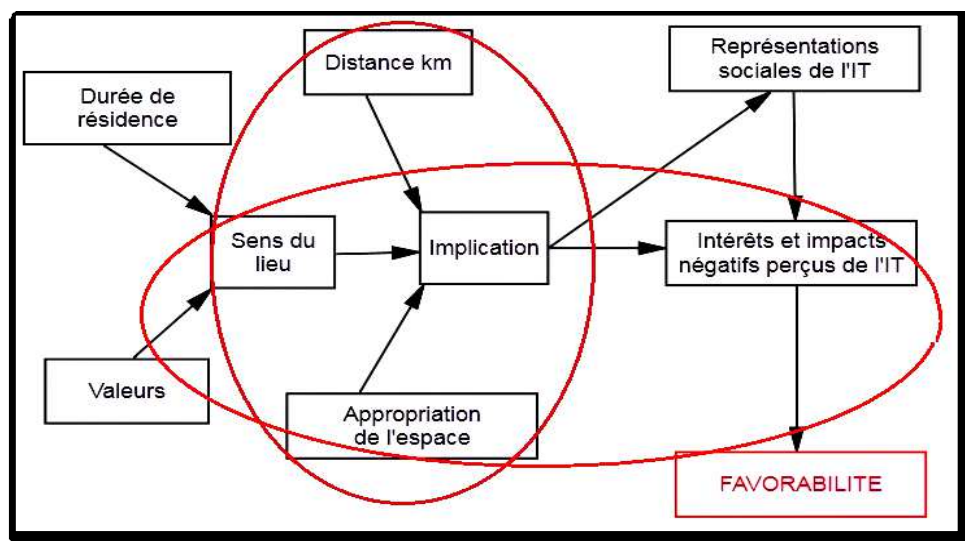 Durée de
résidence
Distance km
Représentations
sociales de l'IT
Sens du
lieu
Implication
Intérêts et impacts
négatifs perçus de l'IT
Valeurs
Appropriation
de l'espace
FAVORABILITE